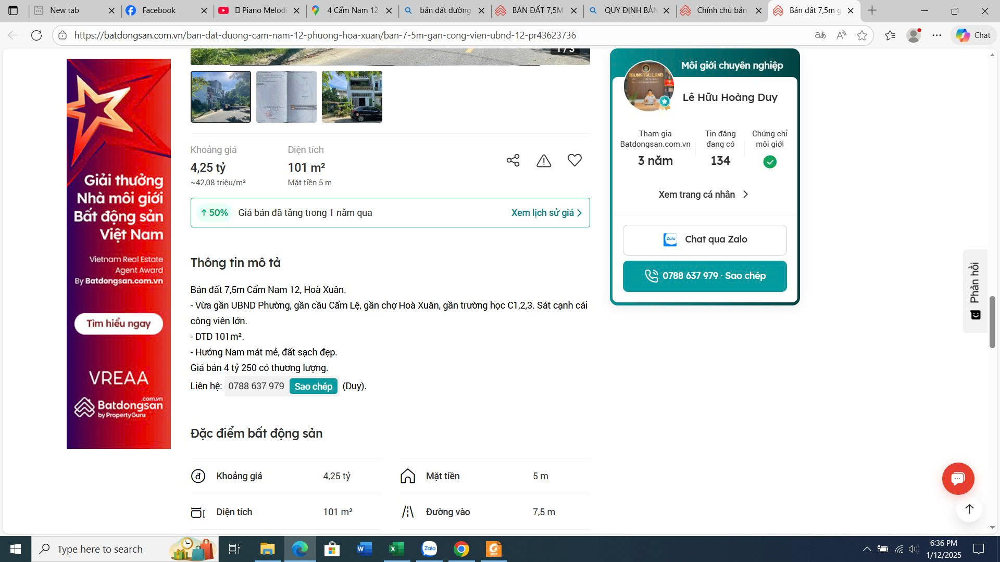 New tab
Facebook
Piano Melodi
4 Cẩm Nam 12
bán đất đường
BÁN ĐẤT 7,5M
QUY ĐỊNH BẢN
Chính chủ bán
Bán đất 7,5m g
https://batdongsan.com.vn/ban-dat-duong-cam-nam-12-phuong-hoa-xuan/ban-7-5m-gan-cong-vien-ubnd-12-pr43623736
Chat
Giải thưởng
Nhà môi giới
Bất động sản
Việt Nam
Vietnam Real Estate
Agent Award
By Batdongsan.com.vn
Tìm hiểu ngay
VREAA
Batdongsan
.com.vn
by PropertyGuru
1 / 3
Khoảng giá
4,25 tỷ
~42,08 triệu/m²
Diện tích
101 m²
Mặt tiền 5 m
50%
Giá bán đã tăng trong 1 năm qua
Xem lịch sử giá
Thông tin mô tả
Bán đất 7,5m Cẩm Nam 12, Hoà Xuân.
- Vừa gần UBND Phường, gần cầu Cẩm Lệ, gần chợ Hoà Xuân, gần trường học C1,2,3. Sát cạnh cái
công viên lớn.
- DTD 101m².
- Hướng Nam mát mẻ, đất sạch đẹp.
Giá bán 4 tỷ 250 có thương lượng.
Liên hệ: 0788 637 979 Sao chép (Duy).
Đặc điểm bất động sản
Khoảng giá 4,25 tỷ
Mặt tiền 5 m
Diện tích 101 m²
Đường vào 7,5 m
Môi giới chuyên nghiệp
TRUNG THU LAND
Lê Hữu Hoàng Duy
Tham gia
Batdongsan.com.vn
3 năm
Tin đăng
đang có
134
Chứng chỉ
môi giới
Xem trang cá nhân
Zalo
Chat qua Zalo
0788 637 979 · Sao chép
Phản hồi
Type here to search
Zalo
PDF
6:36 PM
1/12/2025